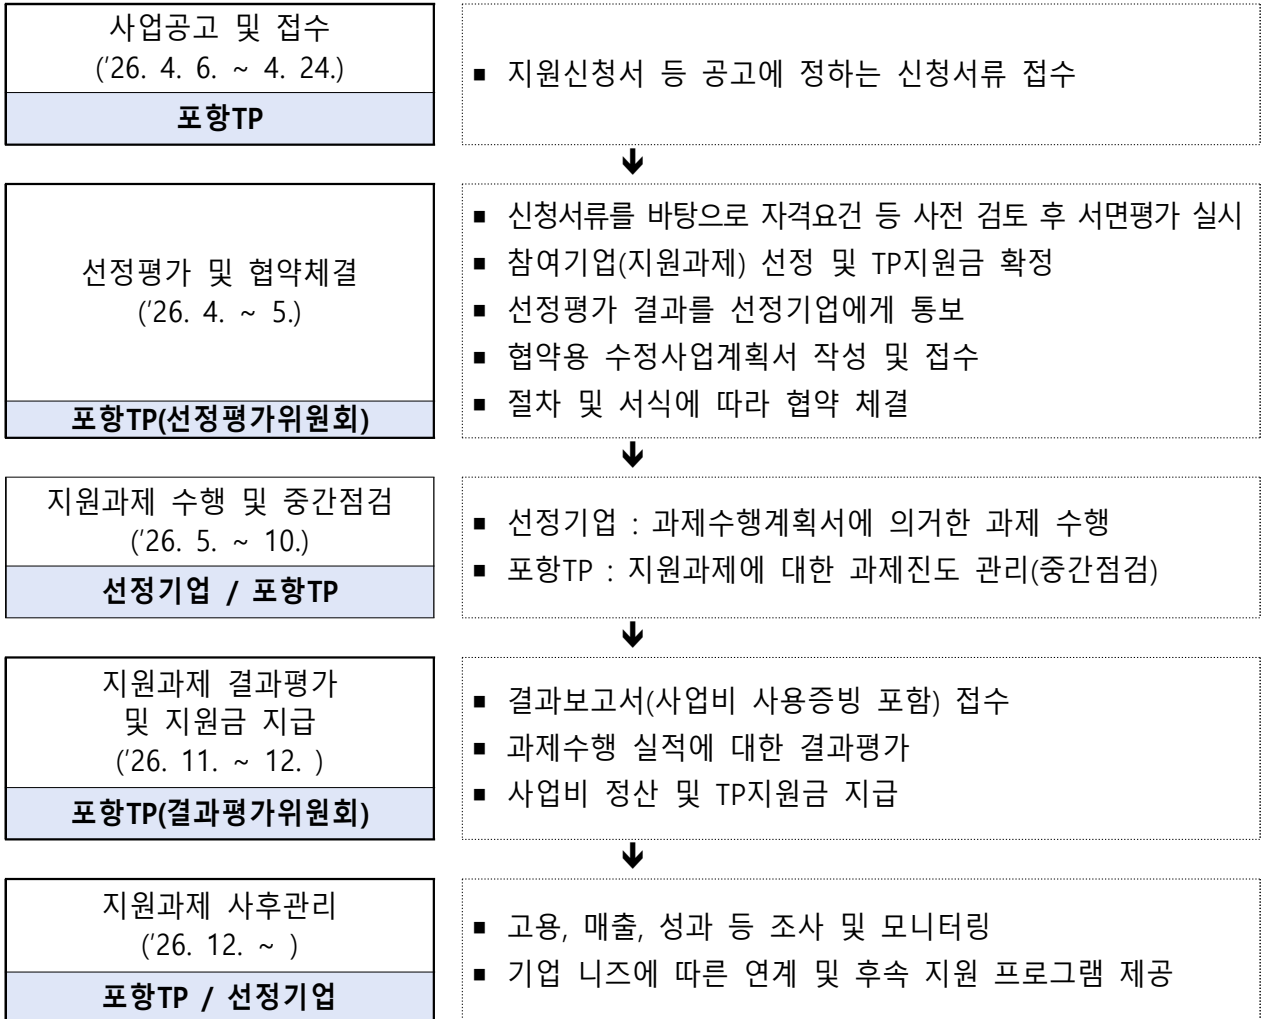 사업공고 및 접수
('26. 4. 6. ~ 4. 24.)
포항TP
■ 지원신청서 등 공고에 정하는 신청서류 접수
선정평가 및 협약체결
('26. 4. ~ 5.)
포항TP(선정평가위원회)
■ 신청서류를 바탕으로 자격요건 등 사전 검토 후 서면평가 실시
■ 참여기업(지원과제) 선정 및 TP지원금 확정
■ 선정평가 결과를 선정기업에게 통보
■ 협약용 수정사업계획서 작성 및 접수
■ 절차 및 서식에 따라 협약 체결
지원과제 수행 및 중간점검
('26. 5. ~ 10.)
선정기업 / 포항TP
■ 선정기업 : 과제수행계획서에 의거한 과제 수행
■ 포항TP : 지원과제에 대한 과제진도 관리(중간점검)
지원과제 결과평가
및 지원금 지급
('26. 11. ~ 12. )
포항TP(결과평가위원회)
■ 결과보고서(사업비 사용증빙 포함) 접수
■ 과제수행 실적에 대한 결과평가
■ 사업비 정산 및 TP지원금 지급
지원과제 사후관리
('26. 12. ~ )
포항TP / 선정기업
■ 고용, 매출, 성과 등 조사 및 모니터링
■ 기업 니즈에 따른 연계 및 후속 지원 프로그램 제공